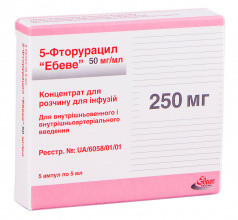 5-Фторурацил
"Ебеве" 50 мг/мл
Концентрат для
розчину для інфузій
250 мг
Для внутрішньовенного і
внутрішньоартеріального
введення
Реєстр. №: UA/6058/01/01
5 ампул по 5 мл
Ebewe